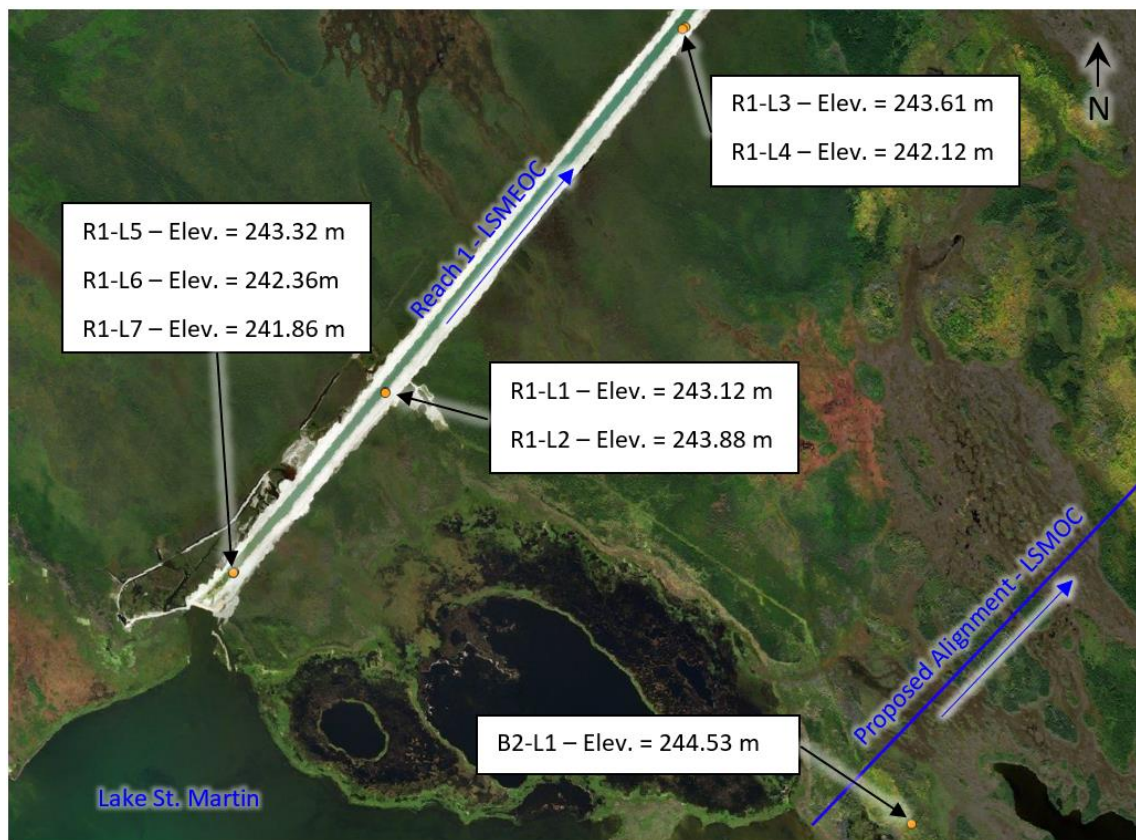 N
R1-L3 – Elev. = 243.61 m
R1-L4 – Elev. = 242.12 m
R1-L5 – Elev. = 243.32 m
R1-L6 – Elev. = 242.36m
R1-L7 – Elev. = 241.86 m
Reach 1 - LSMEOC
R1-L1 – Elev. = 243.12 m
R1-L2 – Elev. = 243.88 m
Proposed Alignment - LSMOC
B2-L1 – Elev. = 244.53 m
Lake St. Martin